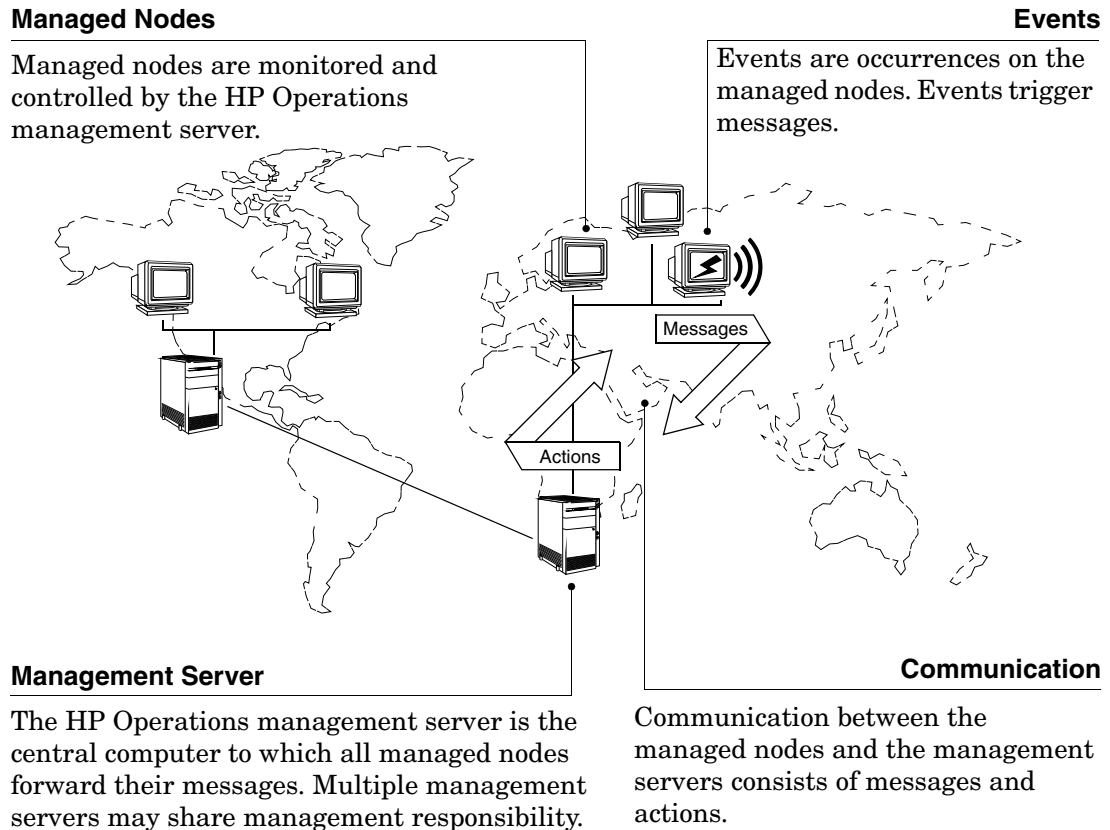 Managed Nodes
Managed nodes are monitored and
controlled by the HP Operations
management server.
Events
Events are occurrences on the
managed nodes. Events trigger
messages.
Messages
Actions
Management Server
The HP Operations management server is the
central computer to which all managed nodes
forward their messages. Multiple management
servers may share management responsibility.
Communication
Communication between the
managed nodes and the management
servers consists of messages and
actions.